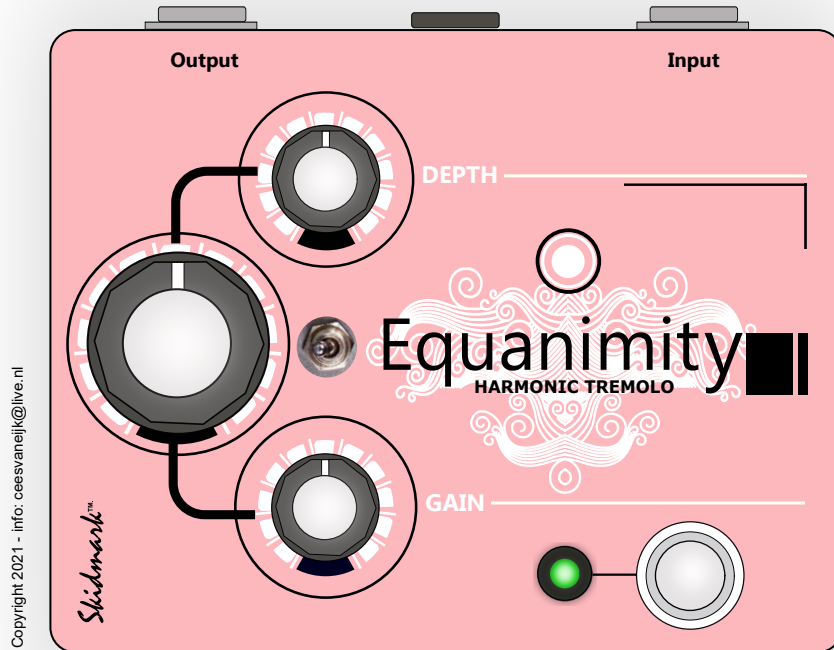 Output
Input
DEPTH
Equanimity
HARMONIC TREMOLO
GAIN
Skidmark™.
Copyright 2021 - info: ceesvaneijk@live.nl